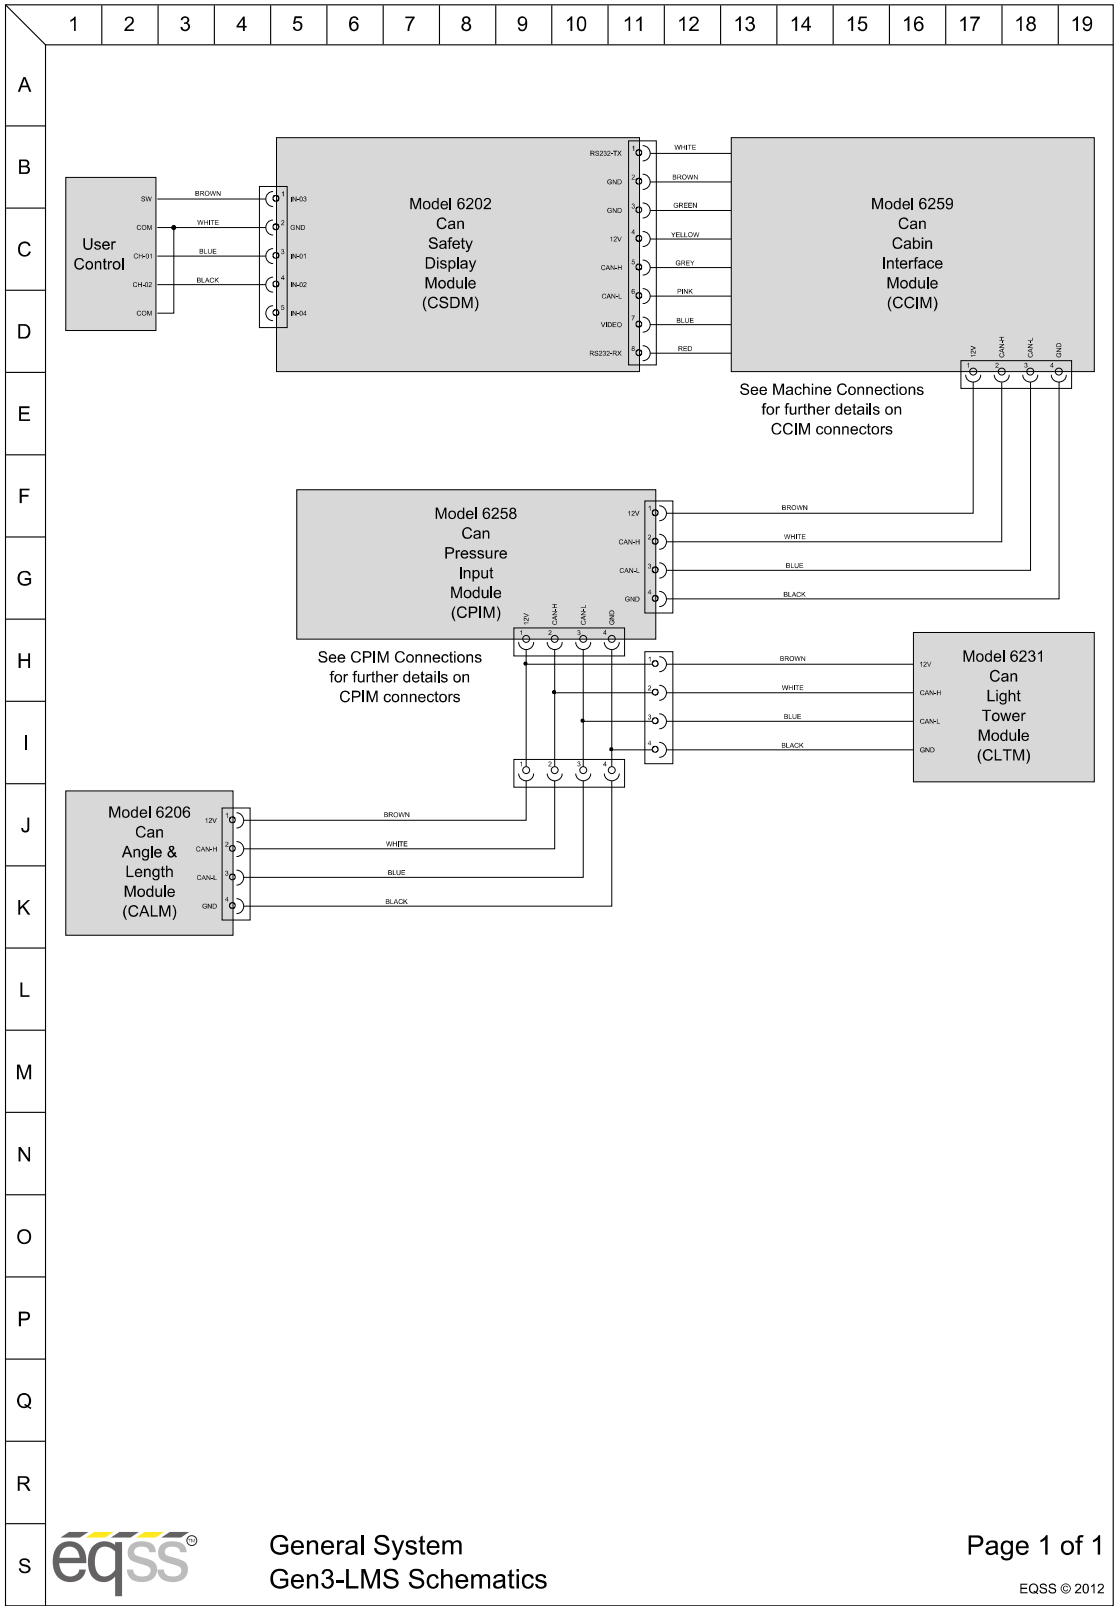 1 2 3 4 5 6 7 8 9 10 11 12 13 14 15 16 17 18 19
A
B
C
D
E
F
G
H
I
J
K
L
M
N
O
P
Q
R
S
User
Control
SW
COM
CH-01
CH-02
COM
BROWN
WHITE
BLUE
BLACK
1 IN-03
2 GND
3 IN-01
4 IN-02
5 IN-04
Model 6202
Can
Safety
Display
Module
(CSDM)
RS232-TX 1 WHITE
GND 2 BROWN
GND 3 GREEN
12V 4 YELLOW
CAN-H 5 GREY
CAN-L 6 PINK
VIDEO 7 BLUE
RS232-RX 8 RED
Model 6259
Can
Cabin
Interface
Module
(CCIM)
12V CAN-H CAN-L GND
1 2 3 4
See Machine Connections
for further details on
CCIM connectors
Model 6258
Can
Pressure
Input
Module
(CPIM)
12V 1 BROWN
CAN-H 2 WHITE
CAN-L 3 BLUE
GND 4 BLACK
12V CAN-H CAN-L GND
1 2 3 4
See CPIM Connections
for further details on
CPIM connectors
1 BROWN 12V
2 WHITE CAN-H
3 BLUE CAN-L
4 BLACK GND
Model 6231
Can
Light
Tower
Module
(CLTM)
1 2 3 4
Model 6206
Can
Angle &
Length
Module
(CALM)
12V 1 BROWN
CAN-H 2 WHITE
CAN-L 3 BLUE
GND 4 BLACK
eqss TM
General System
Gen3-LMS Schematics
Page 1 of 1
EQSS © 2012